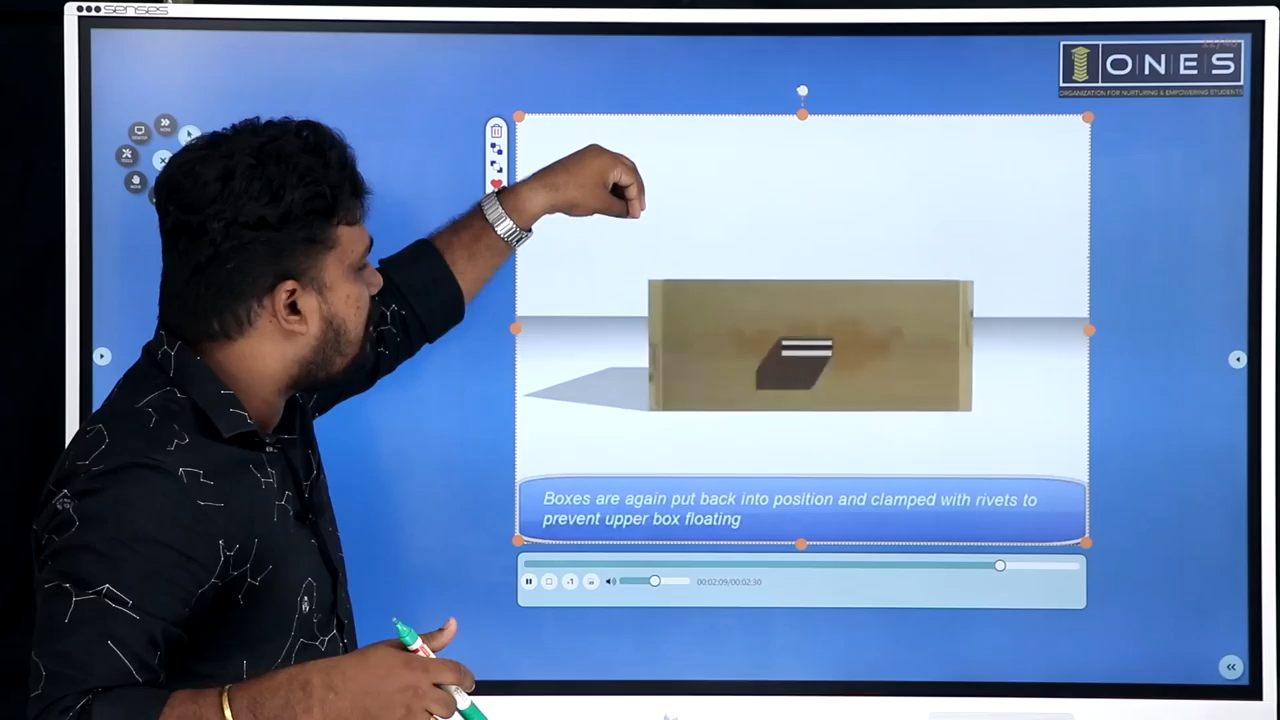 senses
IONES
ORGANIZATION FOR NURTURING & EMPOWERING STUDENTS
Boxes are again put back into position and clamped with rivets to
prevent upper box floating
00:02:09/00:02:30